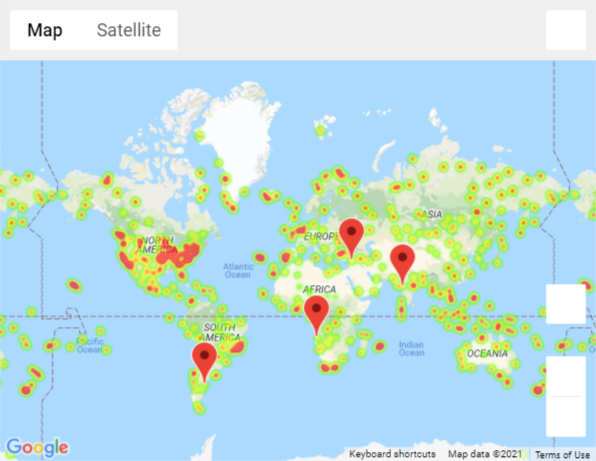 Map Satellite
NORTH
AMERICA
EUROPE
ASIA
Atlantic
Ocean
AFRICA
SOUTH
AMERICA
Pacific
Ocean
Indian
Ocean
OCEANIA
Google
Keyboard shortcuts Map data ©2021 Terms of Use